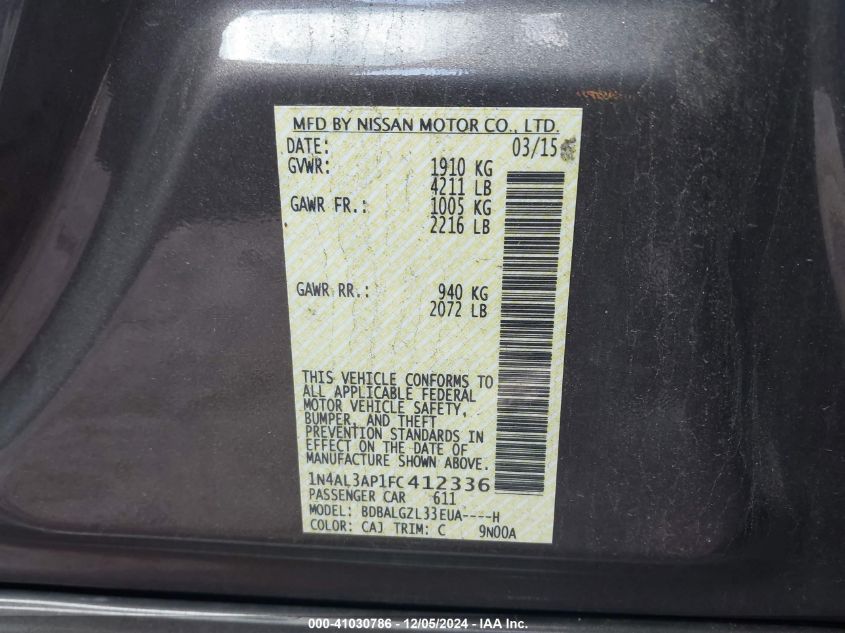 MFD BY NISSAN MOTOR CO., LTD.
DATE: 03/15
GVWR: 1910 KG
4211 LB
GAWR FR.: 1005 KG
2216 LB
GAWR RR.: 940 KG
2072 LB
THIS VEHICLE CONFORMS TO
ALL APPLICABLE FEDERAL
MOTOR VEHICLE SAFETY,
BUMPER, AND THEFT
PREVENTION STANDARDS IN
EFFECT ON THE DATE OF
MANUFACTURE SHOWN ABOVE.
1N4AL3AP1FC412336
PASSENGER CAR 611
MODEL: BDBALGZL33EUA----H
COLOR: CAJ TRIM: C 9N00A
000-41030786 - 12/05/2024 - IAA Inc.